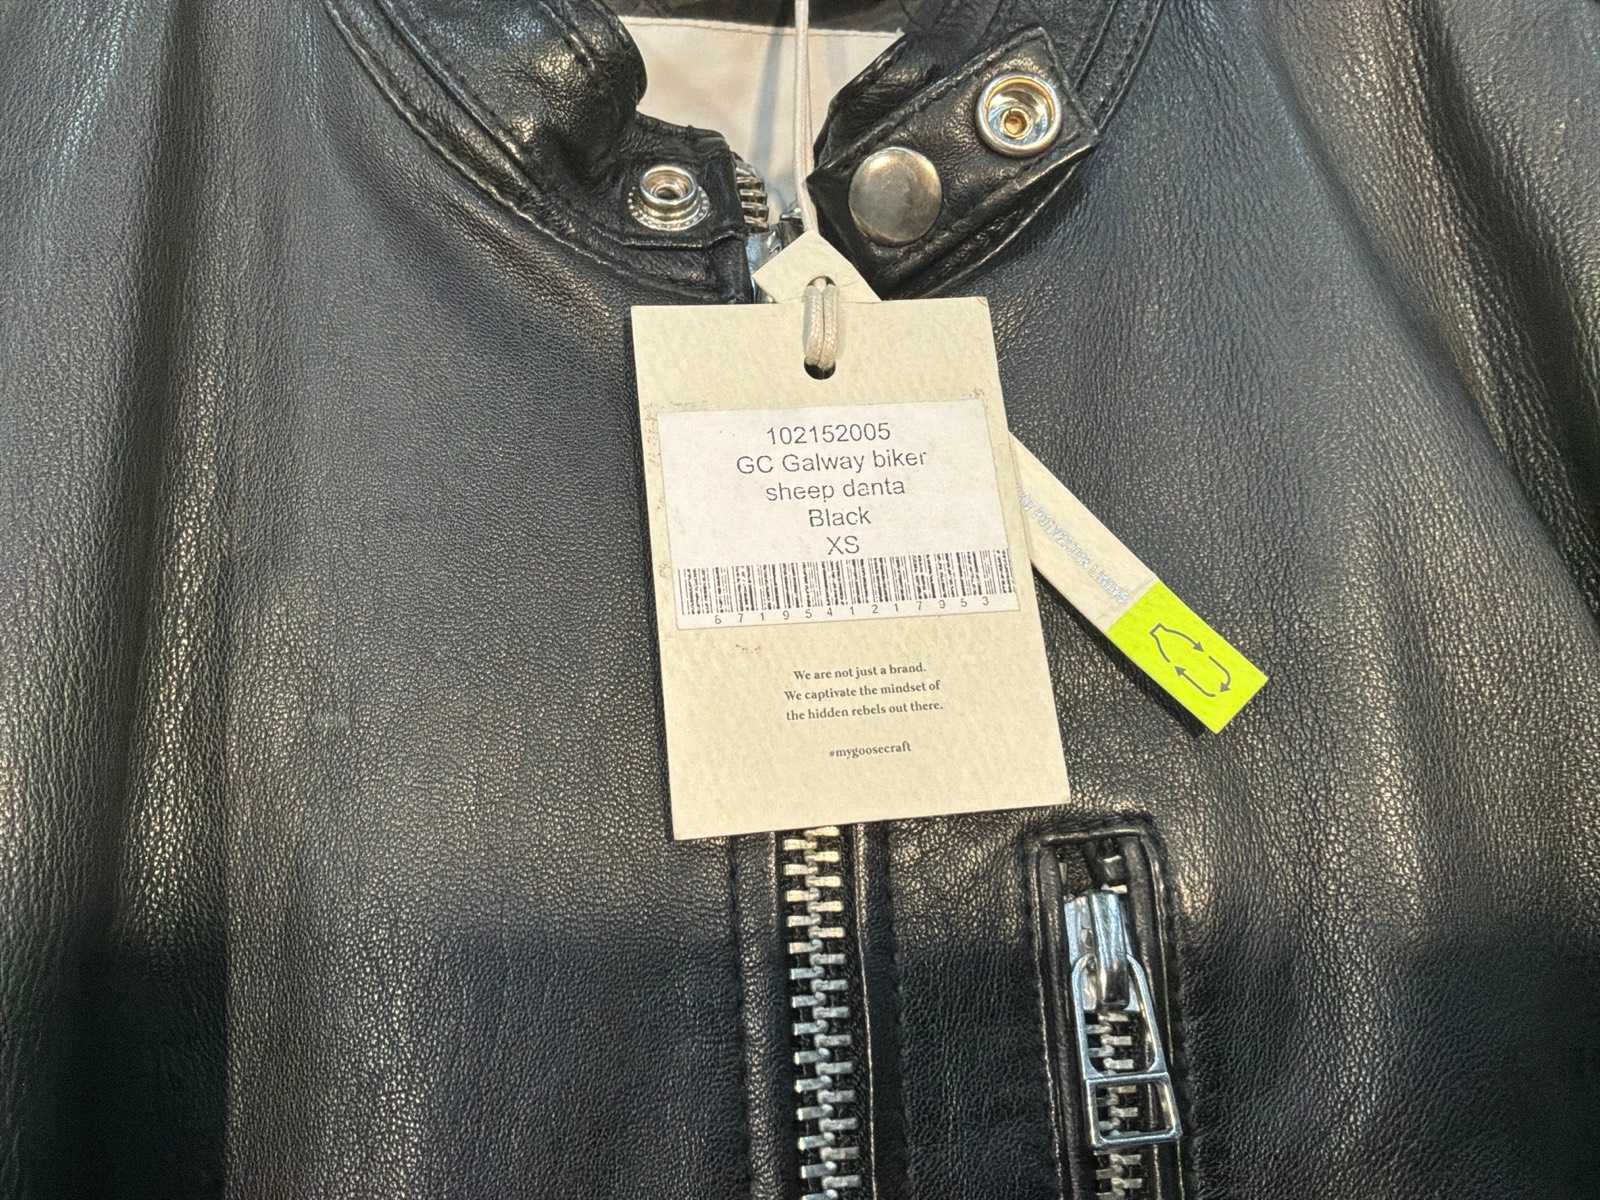 102152005
GC Galway biker
sheep danta
Black
XS
6719541217953
We are not just a brand.
We captivate the mindset of
the hidden rebels out there.
#mygoosecraft